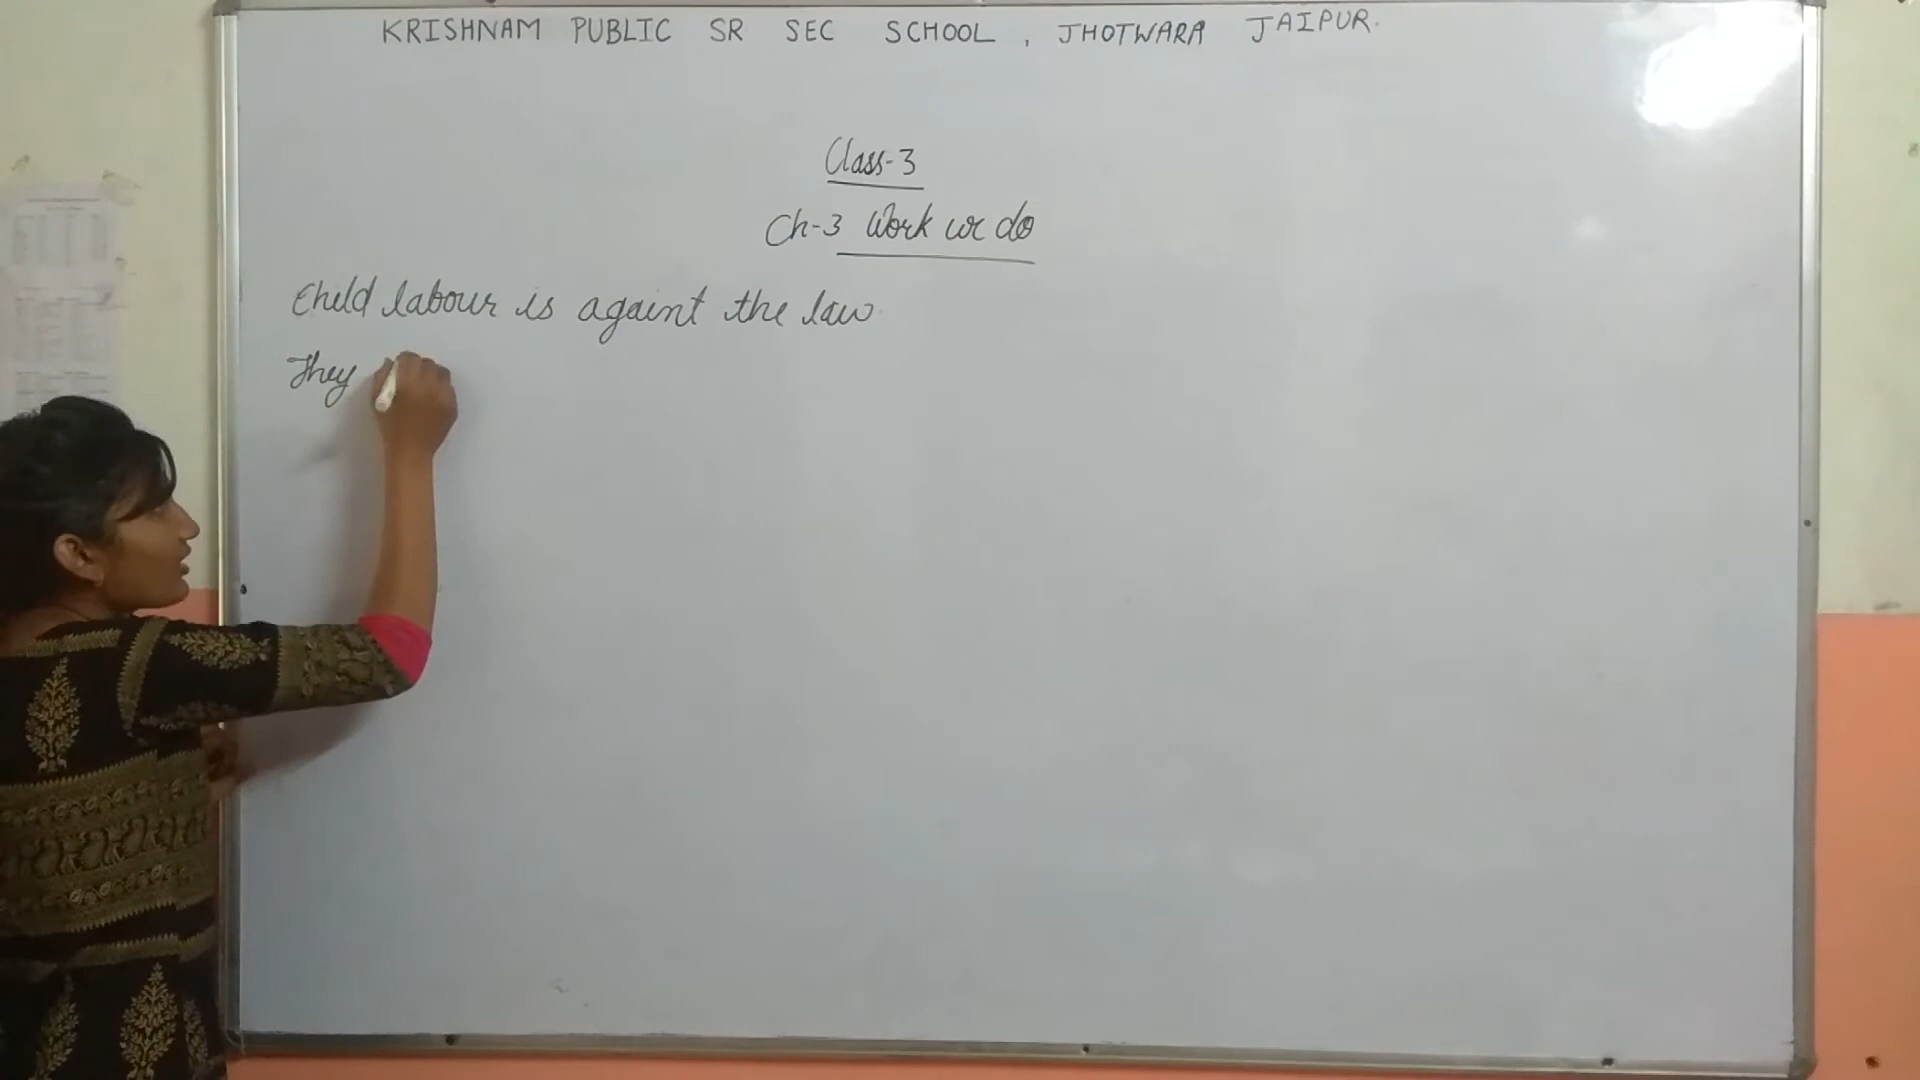 KRISHNAM PUBLIC SR SEC SCHOOL , JHOTWARA JAIPUR.
Class-3
Ch-3 Work we do
Child labour is againt the law
They